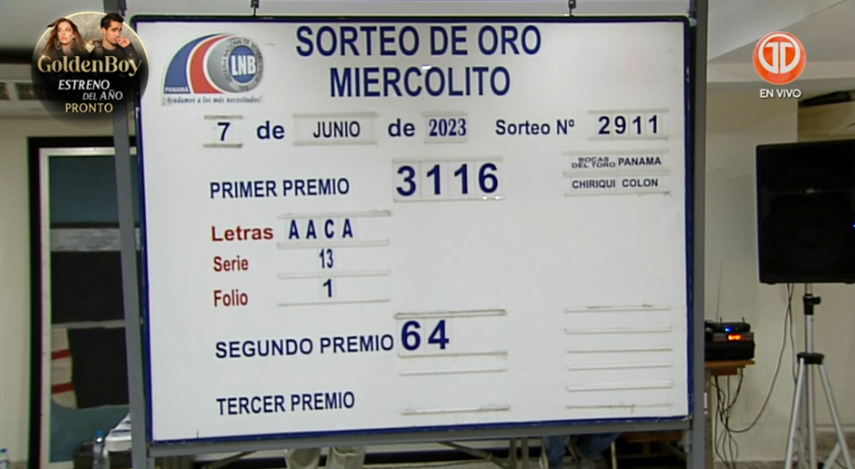 GoldenBoy
ESTRENO
DEL AÑO
PRONTO
SORTEO DE ORO
MIERCOLITO
LNB
PANAMÁ
¡Ayudamos a los más necesitados!
EN VIVO
7 de JUNIO de 2023 Sorteo Nº 2911
PRIMER PREMIO 3116
BOCAS DEL TORO PANAMA
CHIRIQUI COLON
Letras A A C A
Serie 13
Folio 1
SEGUNDO PREMIO 64
TERCER PREMIO